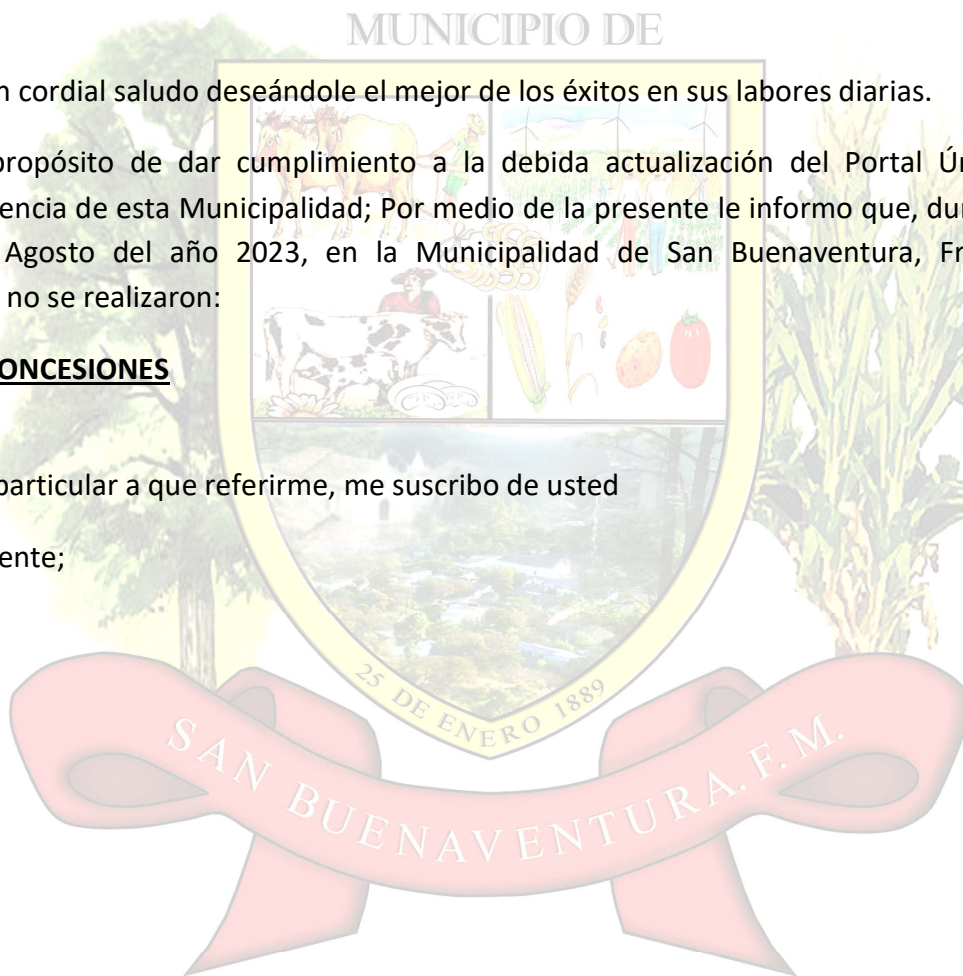 MUNICIPIO DE
n cordial saludo deseándole el mejor de los éxitos en sus labores diarias.
propósito de dar cumplimiento a la debida actualización del Portal Ún
encia de esta Municipalidad; Por medio de la presente le informo que, du
Agosto del año 2023, en la Municipalidad de San Buenaventura, Fr
no se realizaron:
ONCESIONES
particular a que referirme, me suscribo de usted
ente;
25 DE ENERO 1889
SAN BUENAVENTURA. F. M.